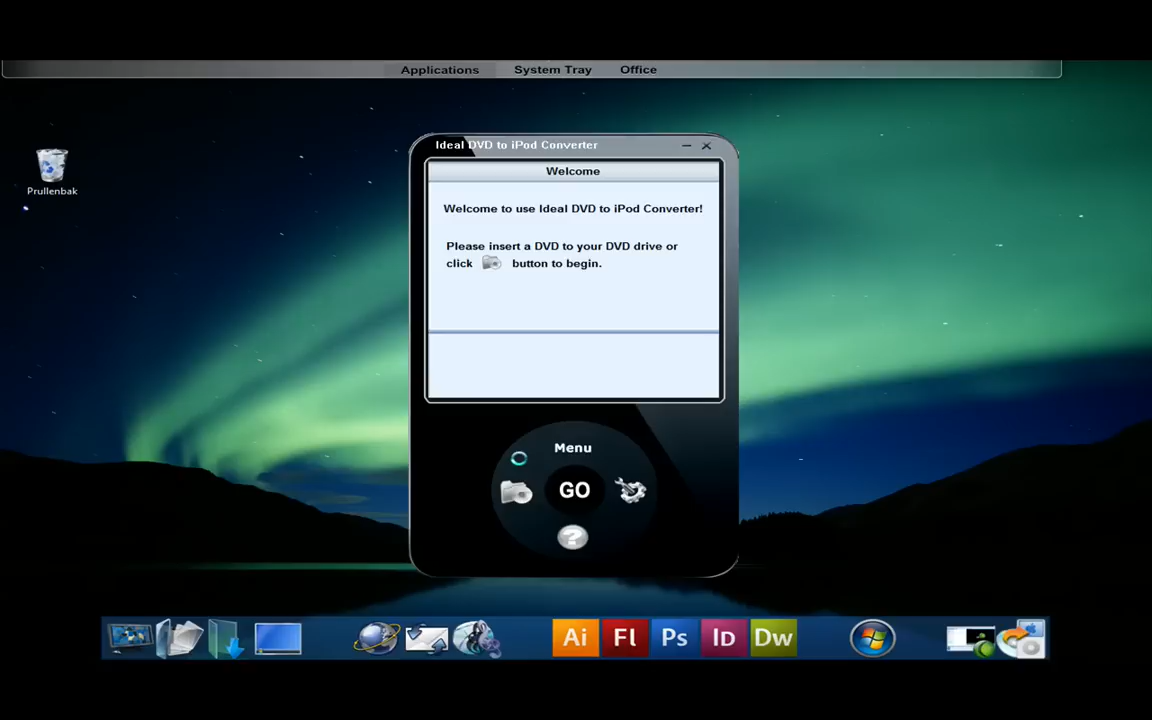 Applications System Tray Office
Prullenbak
Ideal DVD to iPod Converter
Welcome
Welcome to use Ideal DVD to iPod Converter!
Please insert a DVD to your DVD drive or
click button to begin.
Menu
GO
?
Ai Fl Ps Id Dw